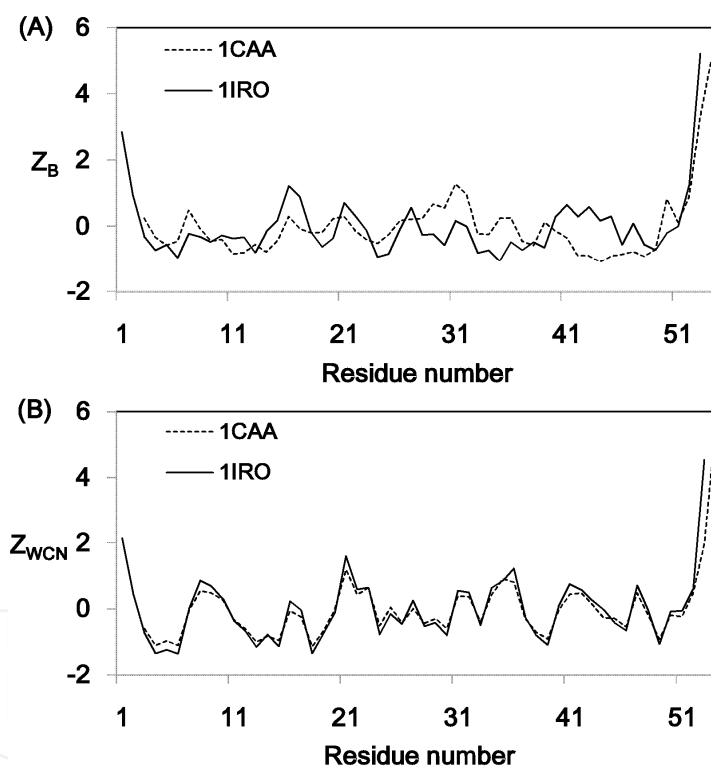 (A)
6
4
2
0
-2
Z_B
1CAA
1IRO
1 11 21 31 41 51
Residue number
(B)
6
4
2
0
-2
Z_WCN
1CAA
1IRO
1 11 21 31 41 51
Residue number